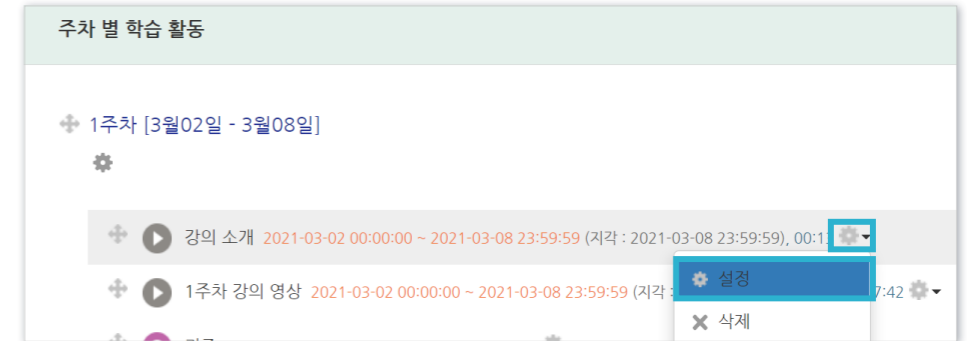 주차 별 학습 활동
1주차 [3월02일 - 3월08일]
강의 소개 2021-03-02 00:00:00 ~ 2021-03-08 23:59:59 (지각 : 2021-03-08 23:59:59), 00:1
설정
1주차 강의 영상 2021-03-02 00:00:00 ~ 2021-03-08 23:59:59 (지각 : 7:42
삭제